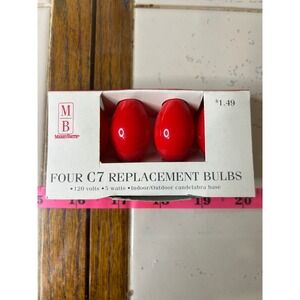 M
B
$1.49
FOUR C7 REPLACEMENT BULBS
•120 volts •5 watts •Indoor/Outdoor candelabra base
5 16 17 18 19 20